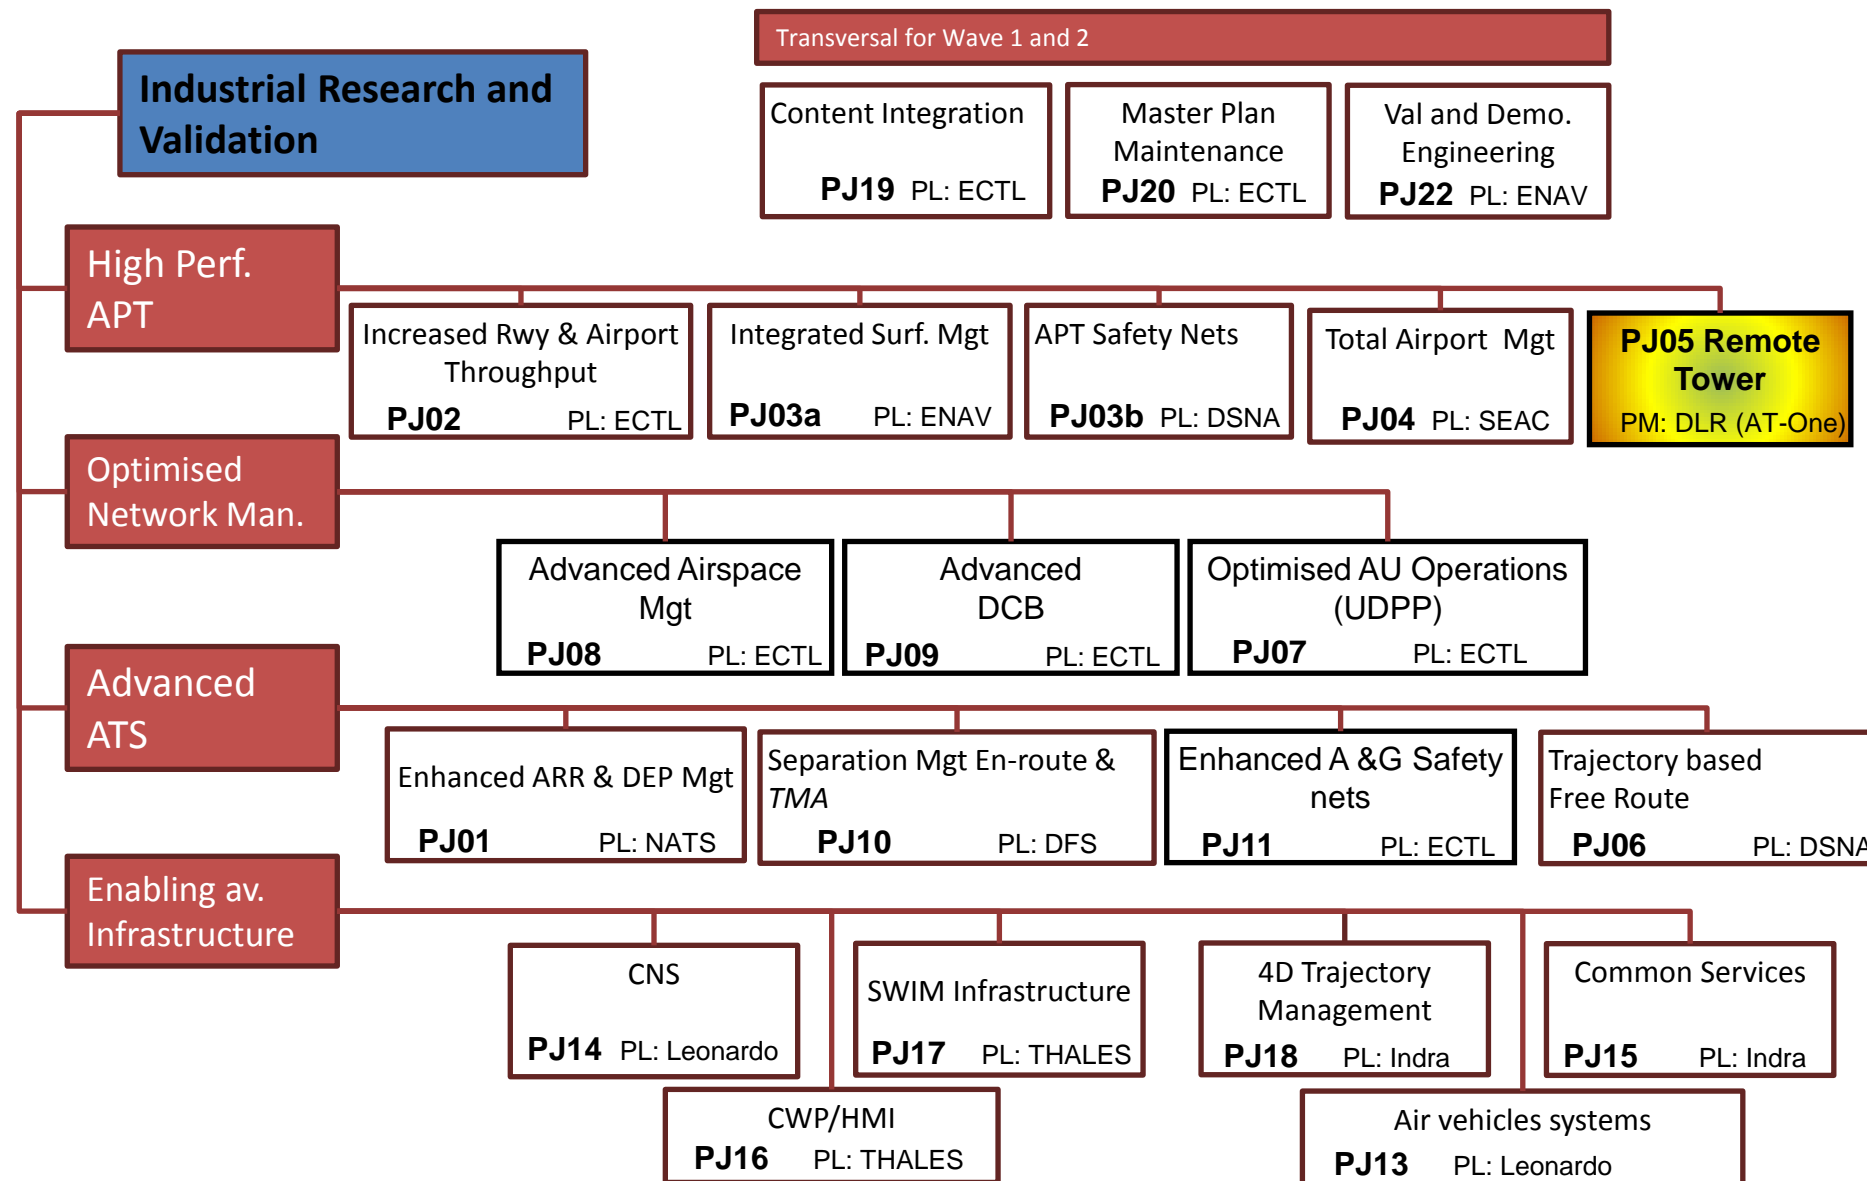 Transversal for Wave 1 and 2
Industrial Research and
Validation
Content Integration
PJ19 PL: ECTL
Master Plan
Maintenance
PJ20 PL: ECTL
Val and Demo.
Engineering
PJ22 PL: ENAV
High Perf.
APT
Increased Rwy & Airport
Throughput
PJ02 PL: ECTL
Integrated Surf. Mgt
PJ03a PL: ENAV
APT Safety Nets
PJ03b PL: DSNA
Total Airport Mgt
PJ04 PL: SEAC
PJ05 Remote
Tower
PM: DLR (AT-One)
Optimised
Network Man.
Advanced Airspace
Mgt
PJ08 PL: ECTL
Advanced
DCB
PJ09 PL: ECTL
Optimised AU Operations
(UDPP)
PJ07 PL: ECTL
Advanced
ATS
Enhanced ARR & DEP Mgt
PJ01 PL: NATS
Separation Mgt En-route &
TMA
PJ10 PL: DFS
Enhanced A &G Safety
nets
PJ11 PL: ECTL
Trajectory based
Free Route
PJ06 PL: DSNA
Enabling av.
Infrastructure
CNS
PJ14 PL: Leonardo
SWIM Infrastructure
PJ17 PL: THALES
4D Trajectory
Management
PJ18 PL: Indra
Common Services
PJ15 PL: Indra
CWP/HMI
PJ16 PL: THALES
Air vehicles systems
PJ13 PL: Leonardo